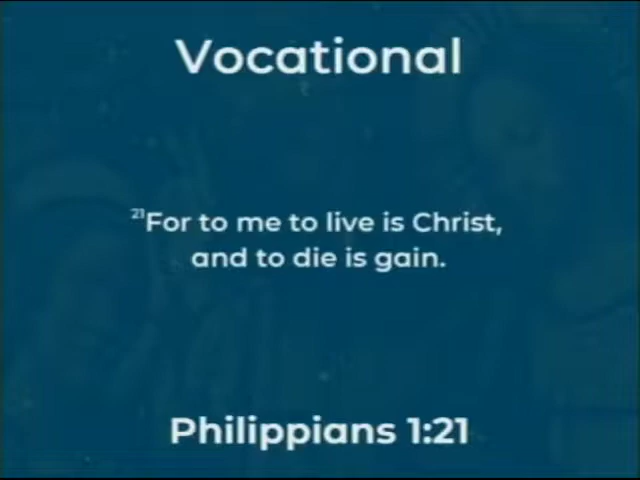 Vocational
²¹For to me to live is Christ,
and to die is gain.
Philippians 1:21